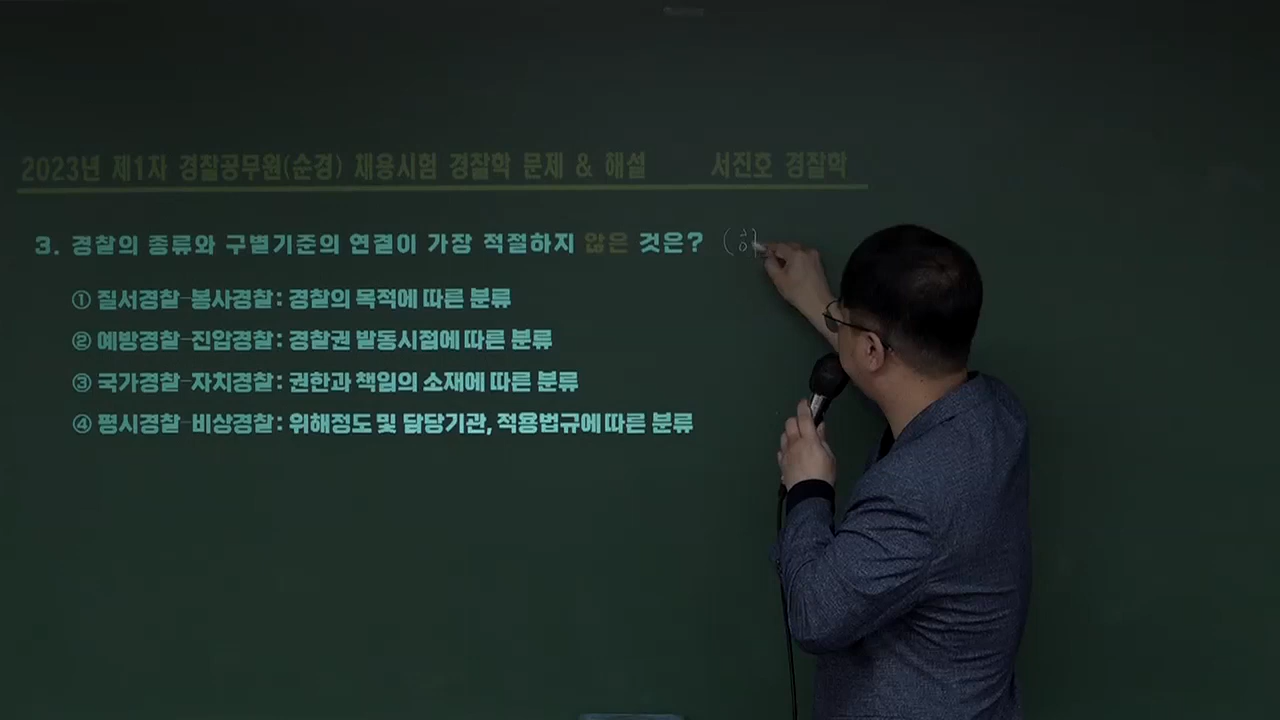 2023년 제1차 경찰공무원(순경) 채용시험 경찰학 문제 & 해설 서진호 경찰학
3. 경찰의 종류와 구별기준의 연결이 가장 적절하지 않은 것은?
① 질서경찰-봉사경찰: 경찰의 목적에 따른 분류
② 예방경찰-진압경찰: 경찰권 발동시점에 따른 분류
③ 국가경찰-자치경찰: 권한과 책임의 소재에 따른 분류
④ 평시경찰-비상경찰: 위해정도 및 담당기관, 적용법규에 따른 분류